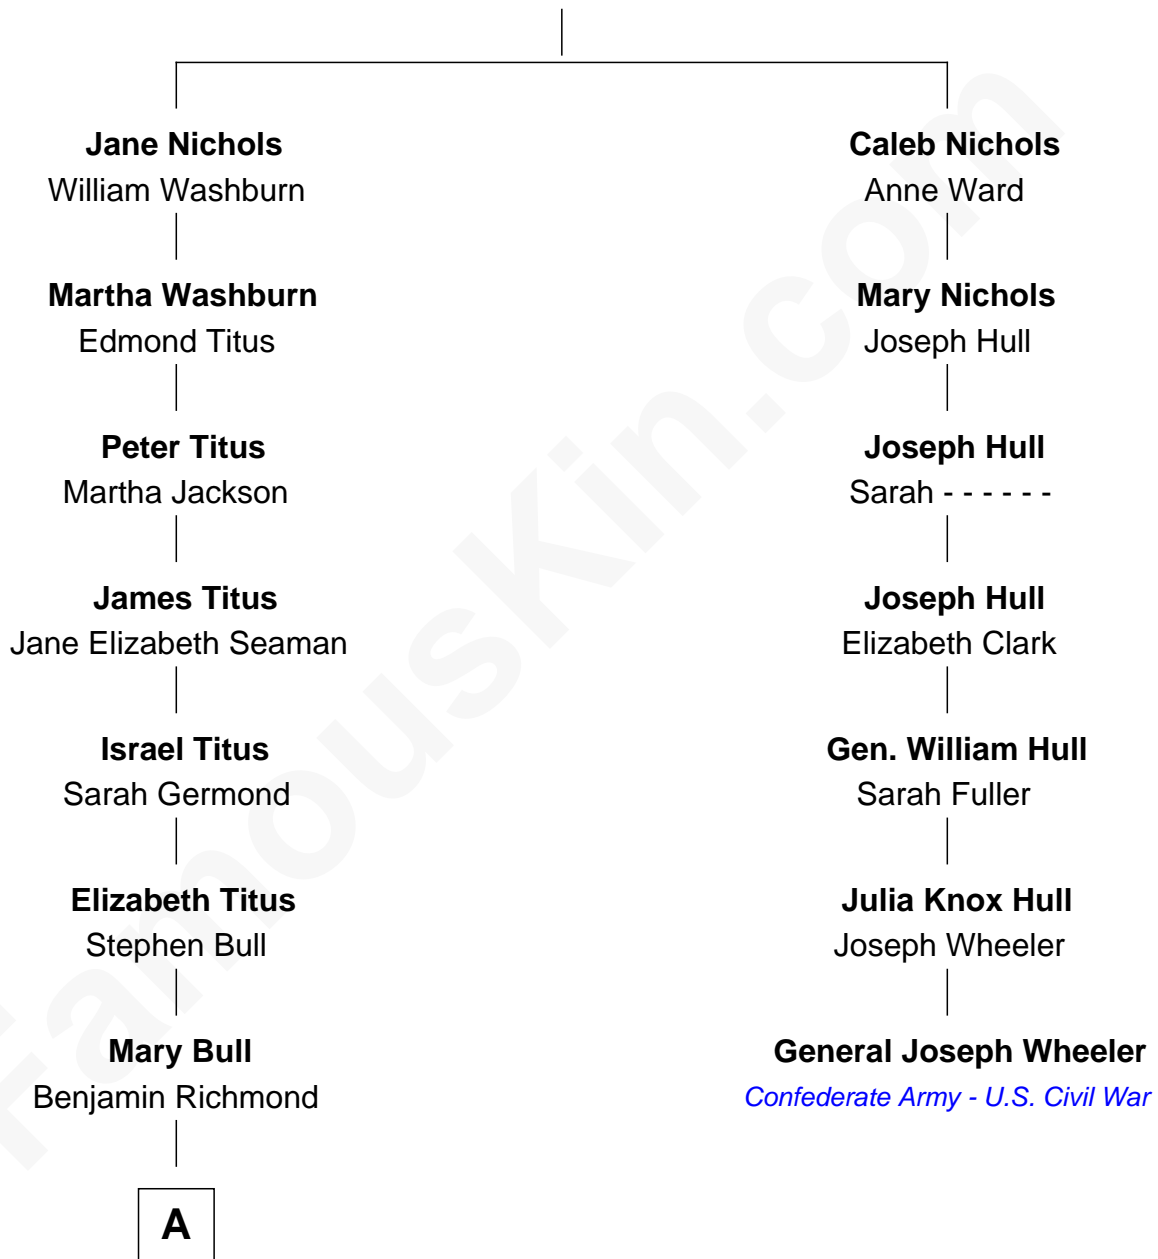 Jane Nichols
William Washburn
Martha Washburn
Edmond Titus
Peter Titus
Martha Jackson
James Titus
Jane Elizabeth Seaman
Israel Titus
Sarah Germond
Elizabeth Titus
Stephen Bull
Mary Bull
Benjamin Richmond
A
Caleb Nichols
Anne Ward
Mary Nichols
Joseph Hull
Joseph Hull
Sarah - - - - - -
Joseph Hull
Elizabeth Clark
Gen. William Hull
Sarah Fuller
Julia Knox Hull
Joseph Wheeler
General Joseph Wheeler
Confederate Army - U.S. Civil War
FamousKin.com